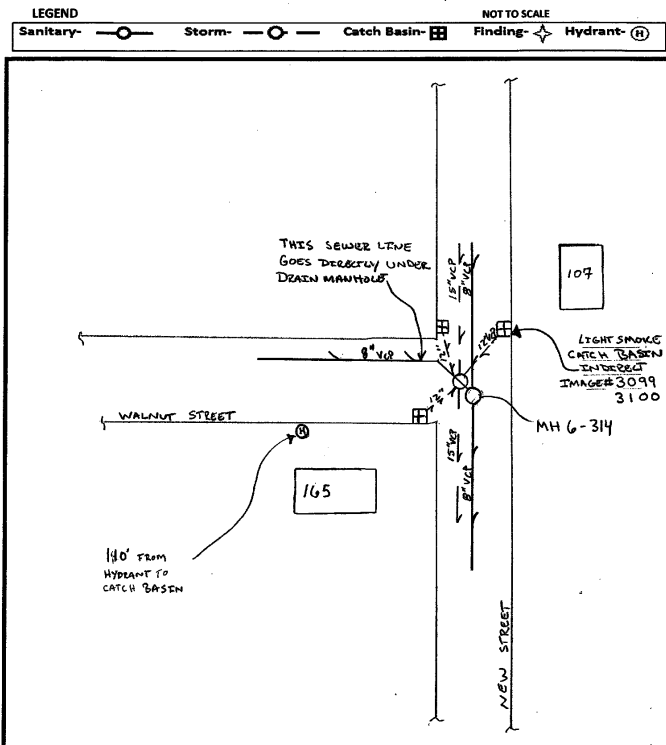 LEGEND
NOT TO SCALE
Sanitary- Storm- Catch Basin- Finding- Hydrant- H
THIS SEWER LINE
GOES DIRECTLY UNDER
DRAIN MANHOLE
15" VCP
8" VCP
107
12"
LIGHT SMOKE
CATCH BASIN
INDIRECT
IMAGE# 3099
3100
8" VCP
12"
WALNUT STREET
MH 6-314
H
15" VCP
8" VCP
165
FROM
HYDRANT TO
CATCH BASIN
NEW STREET